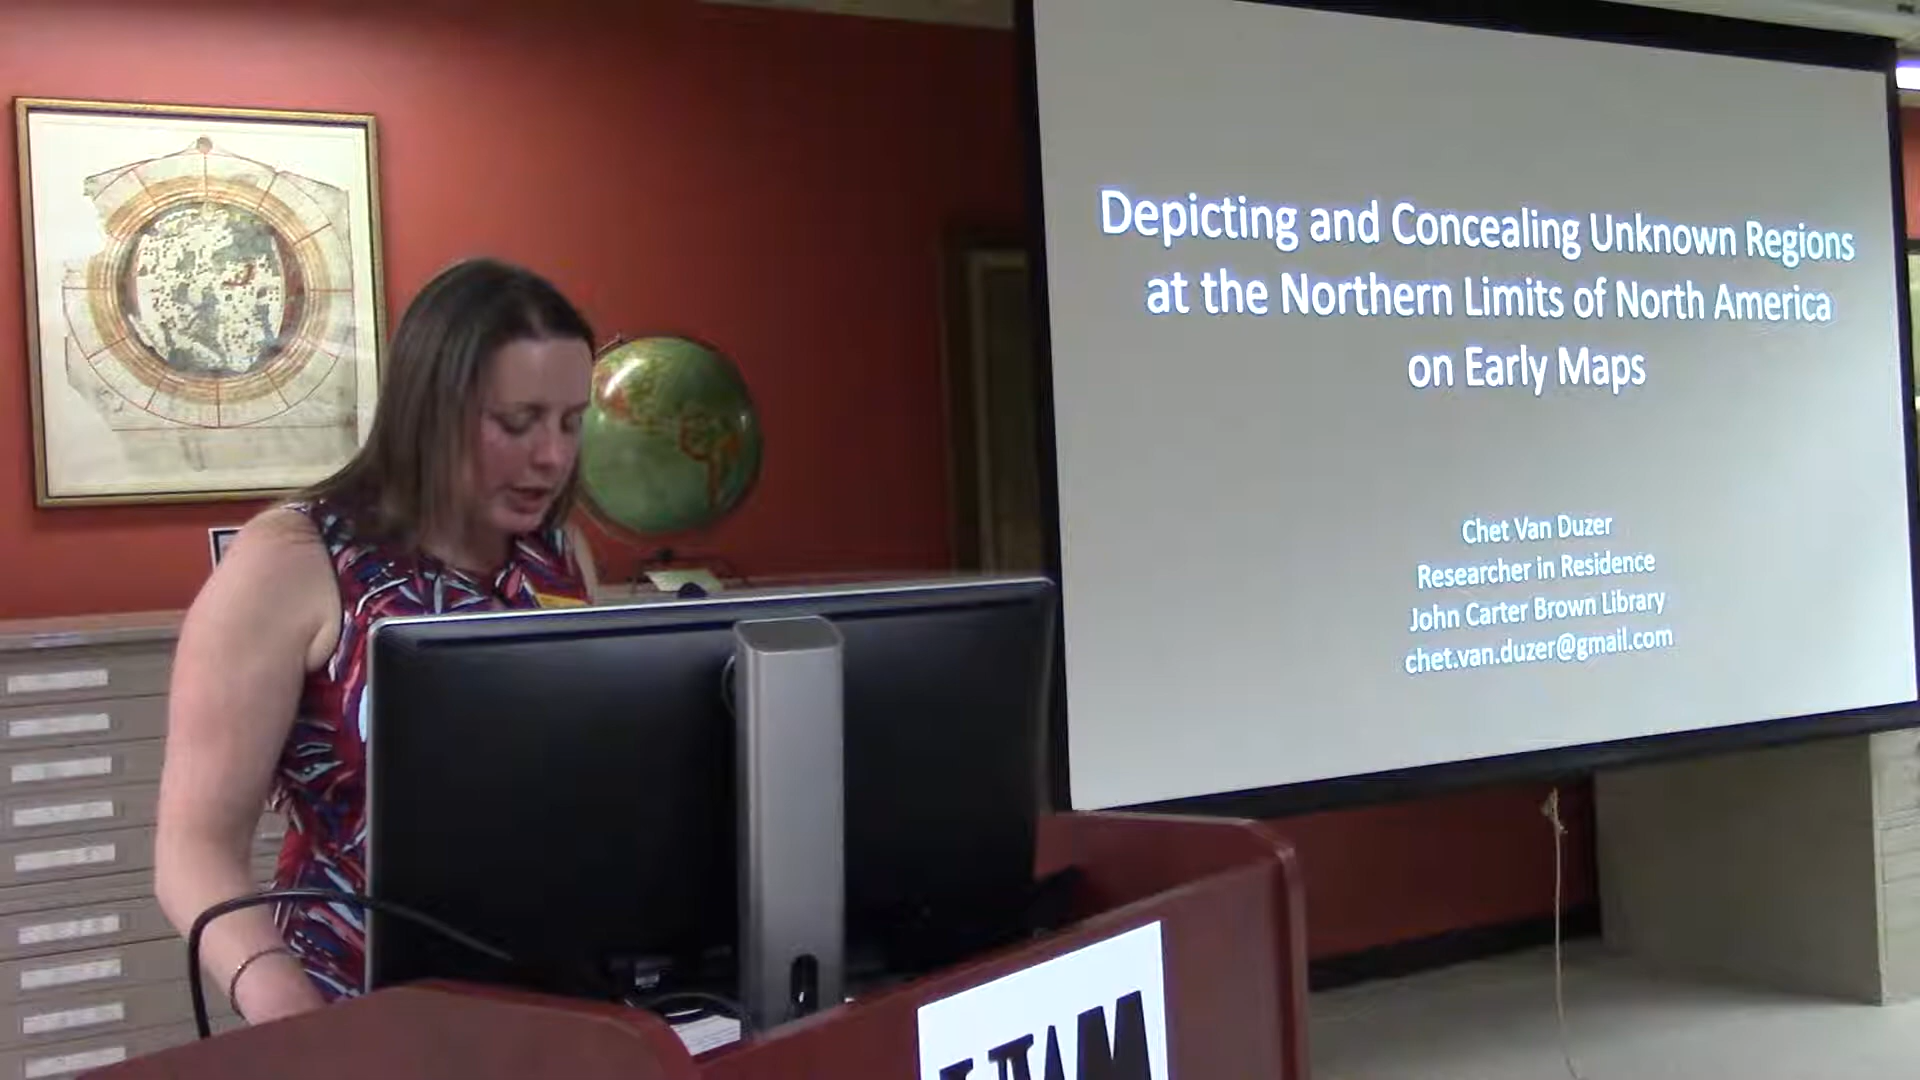 Depicting and Concealing Unknown Regions
at the Northern Limits of North America
on Early Maps
Chet Van Duzer
Researcher in Residence
John Carter Brown Library
chet.van.duzer@gmail.com
UWM